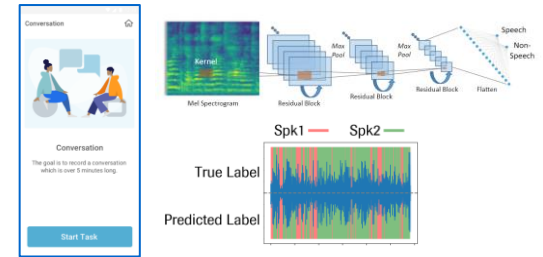 Conversation
Conversation
The goal is to record a conversation
which is over 5 minutes long.
Start Task
Kernel
Mel Spectrogram
Residual Block
Max
Pool
Residual Block
Max
Pool
Residual Block
Flatten
Speech
Non-
Speech
Spk1
Spk2
True Label
Predicted Label